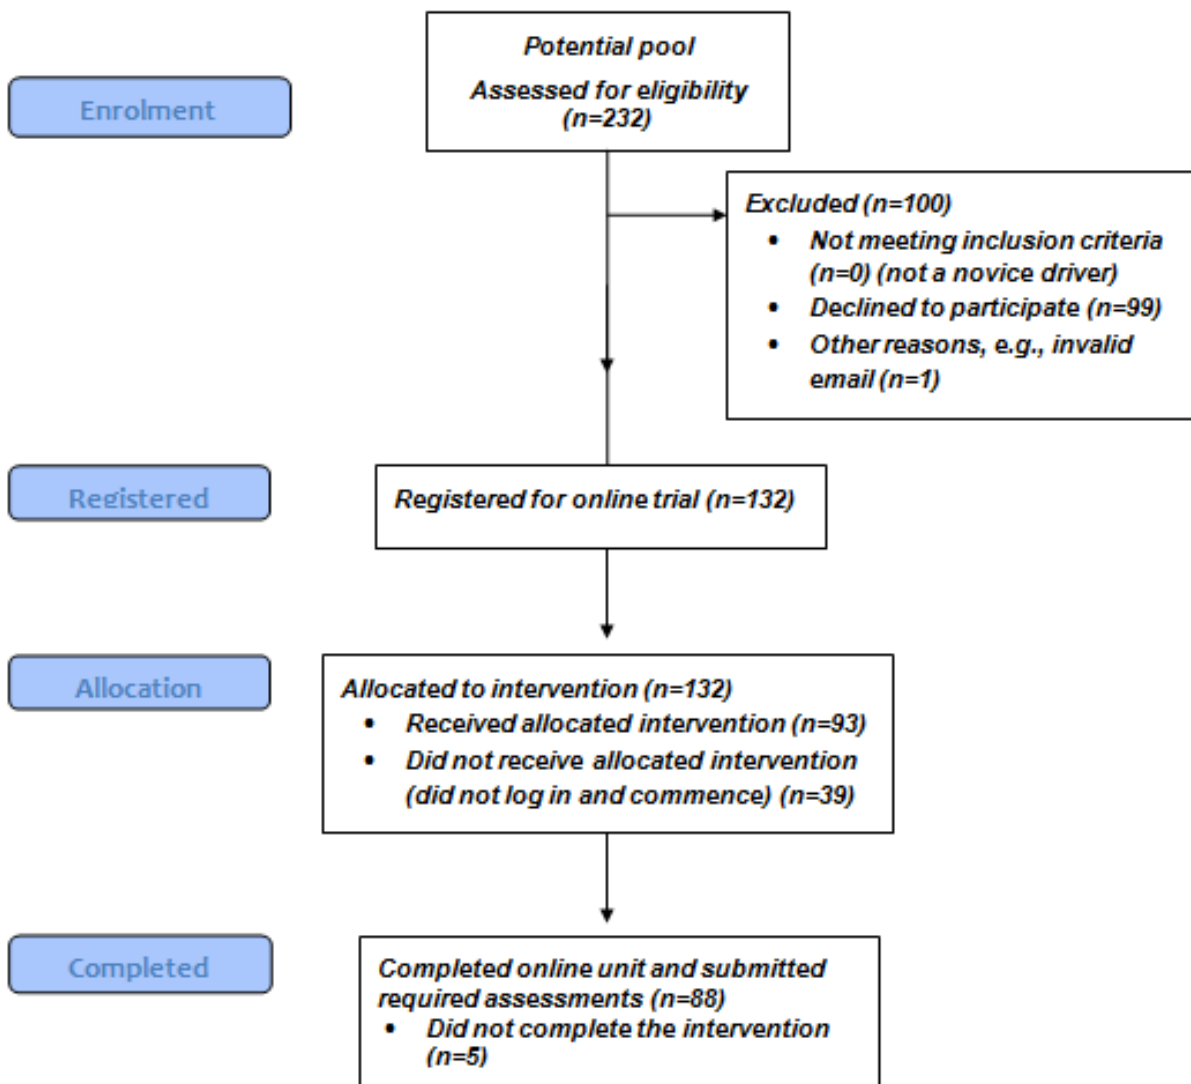 Potential pool
Assessed for eligibility
(n=232)
Enrolment
Excluded (n=100)
• Not meeting inclusion criteria
(n=0) (not a novice driver)
• Declined to participate (n=99)
• Other reasons, e.g., invalid
email (n=1)
Registered
Registered for online trial (n=132)
Allocation
Allocated to intervention (n=132)
• Received allocated intervention (n=93)
• Did not receive allocated intervention
(did not log in and commence) (n=39)
Completed
Completed online unit and submitted
required assessments (n=88)
• Did not complete the intervention
(n=5)